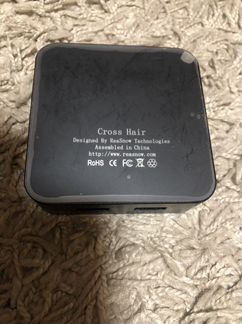 Cross Hair
Designed By ReaSnow Technologies
Assembled in China
http://www.reasnow.com
RoHS CE FC